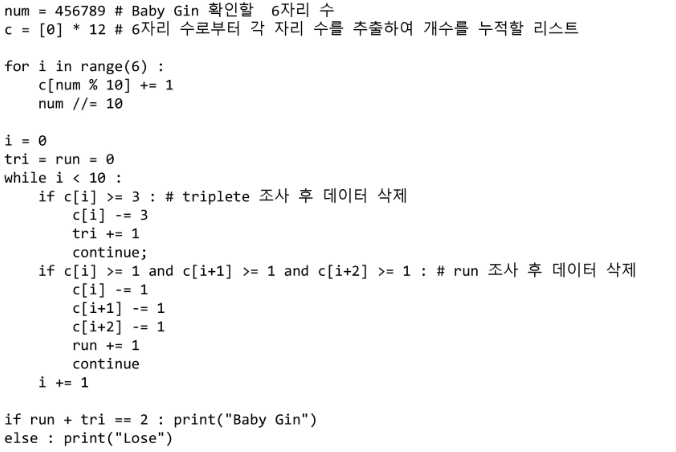 num = 456789 # Baby Gin 확인할  6자리 수
c = [0] * 12 # 6자리 수로부터 각 자리 수를 추출하여 개수를 누적할 리스트

for i in range(6) :
    c[num % 10] += 1
    num //= 10

i = 0
tri = run = 0
while i < 10 :
    if c[i] >= 3 : # triplete 조사 후 데이터 삭제
        c[i] -= 3
        tri += 1
        continue;
    if c[i] >= 1 and c[i+1] >= 1 and c[i+2] >= 1 : # run 조사 후 데이터 삭제
        c[i] -= 1
        c[i+1] -= 1
        c[i+2] -= 1
        run += 1
        continue
    i += 1

if run + tri == 2 : print("Baby Gin")
else : print("Lose")